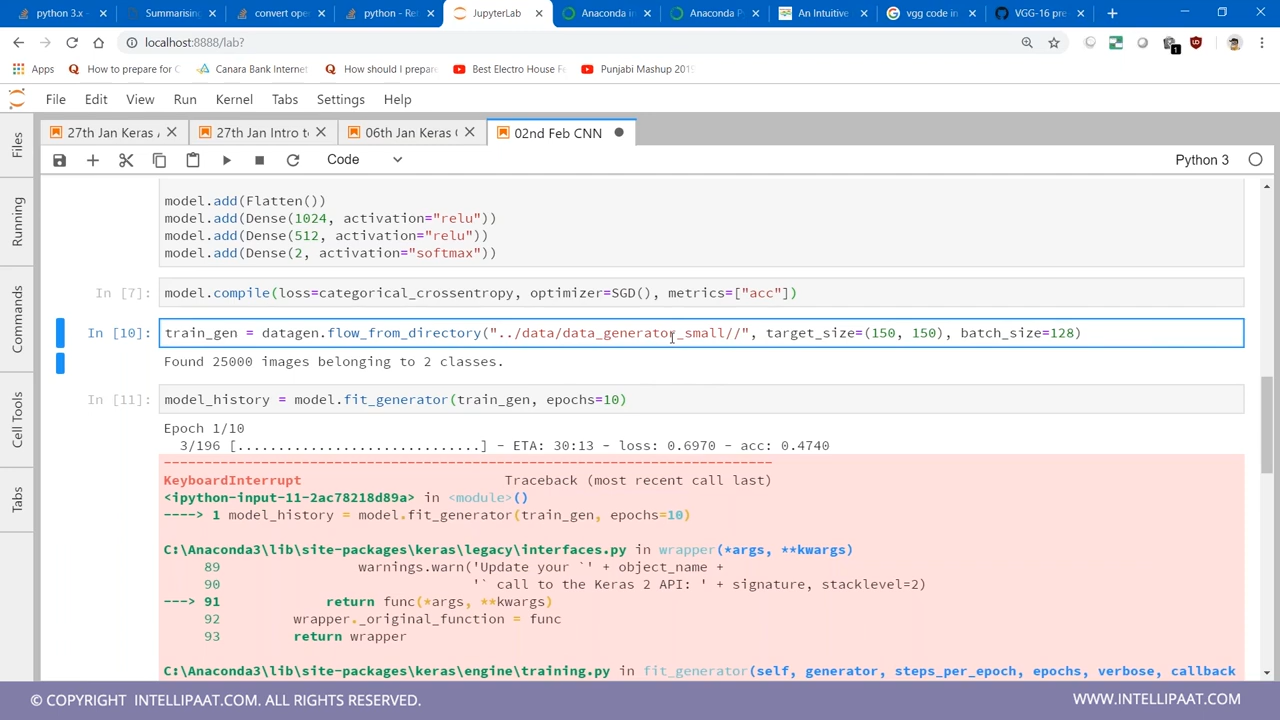 python 3.x -
Summarising
convert ope
python - Ret
JupyterLab
Anaconda in
Anaconda Py
An Intuitive
vgg code in
VGG-16 pre
localhost:8888/lab?
Apps
How to prepare for C
Canara Bank Internet
How should I prepare
Best Electro House Fe
Punjabi Mashup 2019
File Edit View Run Kernel Tabs Settings Help
27th Jan Keras
27th Jan Intro t
06th Jan Keras
02nd Feb CNN
Code
Python 3
Files
Running
Commands
Cell Tools
Tabs
model.add(Flatten())
model.add(Dense(1024, activation="relu"))
model.add(Dense(512, activation="relu"))
model.add(Dense(2, activation="softmax"))
In [7]: model.compile(loss=categorical_crossentropy, optimizer=SGD(), metrics=["acc"])
In [10]: train_gen = datagen.flow_from_directory("../data/data_generator_small//", target_size=(150, 150), batch_size=128)
Found 25000 images belonging to 2 classes.
In [11]: model_history = model.fit_generator(train_gen, epochs=10)
Epoch 1/10
3/196 [..............................] - ETA: 30:13 - loss: 0.6970 - acc: 0.4740
---------------------------------------------------------------------------
KeyboardInterrupt Traceback (most recent call last)
<ipython-input-11-2ac78218d89a> in <module>()
----> 1 model_history = model.fit_generator(train_gen, epochs=10)
C:\Anaconda3\lib\site-packages\keras\legacy\interfaces.py in wrapper(*args, **kwargs)
89 warnings.warn('Update your `' + object_name +
90 '` call to the Keras 2 API: ' + signature, stacklevel=2)
---> 91 return func(*args, **kwargs)
92 wrapper._original_function = func
93 return wrapper
C:\Anaconda3\lib\site-packages\keras\engine\training.py in fit_generator(self, generator, steps_per_epoch, epochs, verbose, callback
© COPYRIGHT INTELLIPAAT.COM. ALL RIGHTS RESERVED.
WWW.INTELLIPAAT.COM